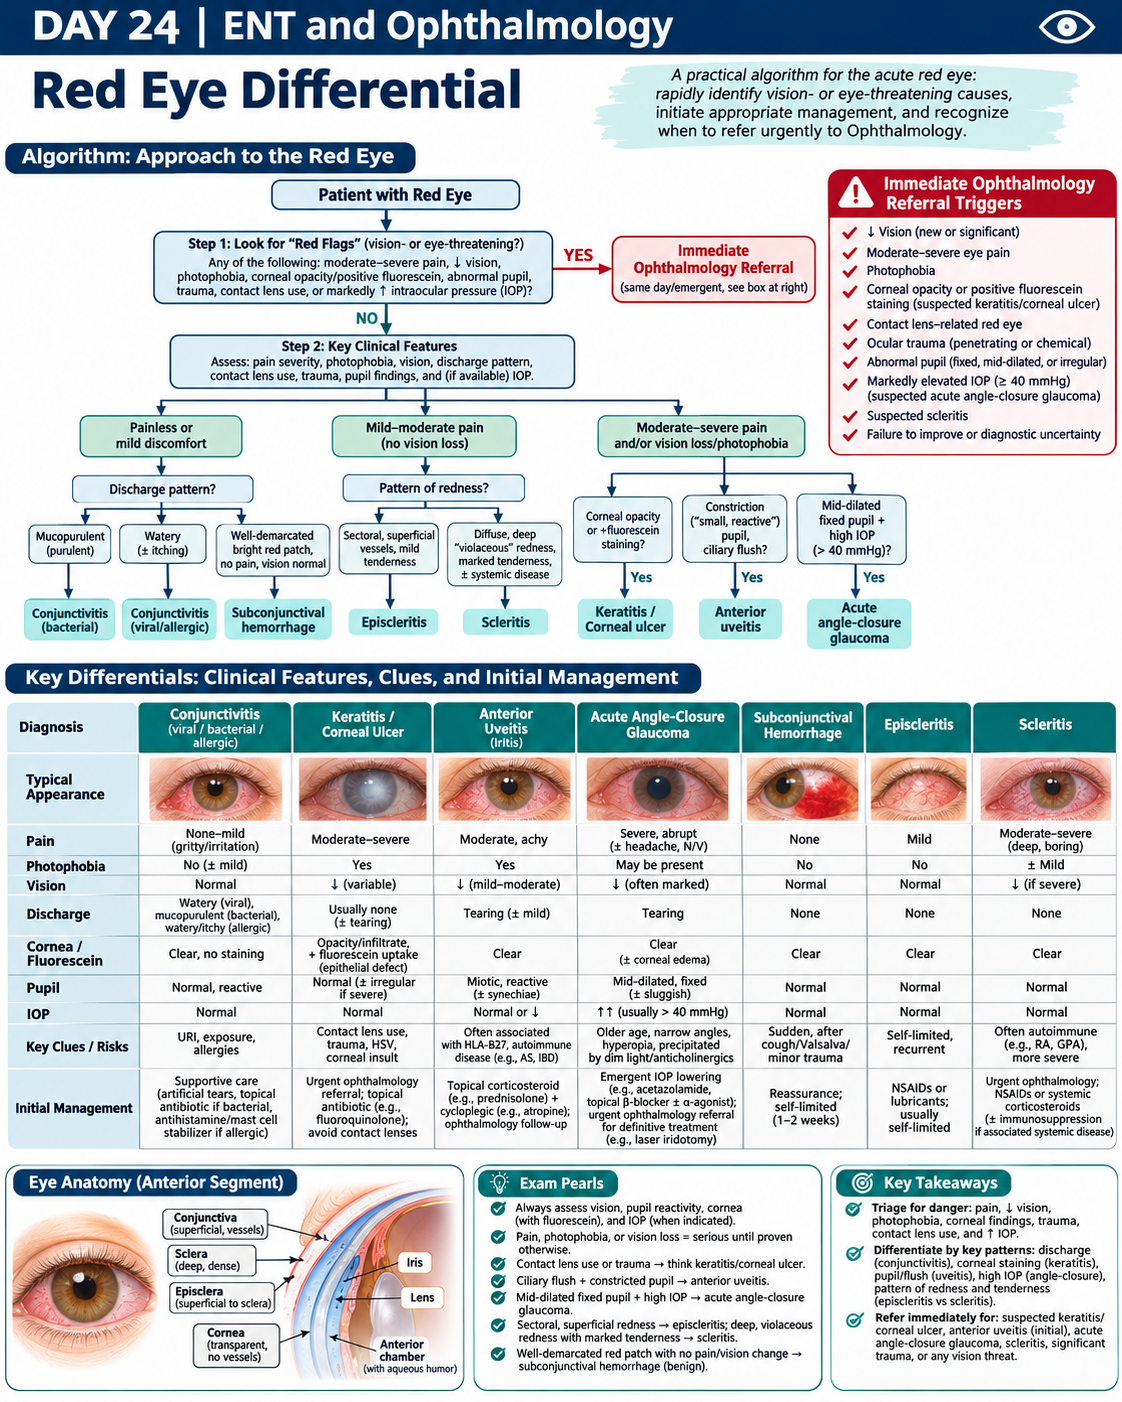 DAY 24 | ENT and Ophthalmology
Red Eye Differential
A practical algorithm for the acute red eye:
rapidly identify vision- or eye-threatening causes,
initiate appropriate management, and recognize
when to refer urgently to Ophthalmology.
Algorithm: Approach to the Red Eye
Patient with Red Eye
Step 1: Look for “Red Flags” (vision- or eye-threatening?)
Any of the following: moderate–severe pain, ↓ vision,
photophobia, corneal opacity/positive fluorescein, abnormal pupil,
trauma, contact lens use, or markedly ↑ intraocular pressure (IOP)?
YES
Immediate
Ophthalmology Referral
(same day/emergent, see box at right)
NO
Step 2: Key Clinical Features
Assess: pain severity, photophobia, vision, discharge pattern,
contact lens use, trauma, pupil findings, and (if available) IOP.
Painless or
mild discomfort
Mild–moderate pain
(no vision loss)
Moderate–severe pain
and/or vision loss/photophobia
Discharge pattern?
Pattern of redness?
Mucopurulent
(purulent)
Watery
(± itching)
Well-demarcated
bright red patch,
no pain, vision normal
Sectoral, superficial
vessels, mild
tenderness
Diffuse, deep
“violaceous” redness,
marked tenderness,
± systemic disease
Corneal opacity
or +fluorescein
staining?
Constriction
(“small, reactive”)
pupil,
ciliary flush?
Mid-dilated
fixed pupil +
high IOP
(> 40 mmHg)?
Yes
Yes
Yes
Conjunctivitis
(bacterial)
Conjunctivitis
(viral/allergic)
Subconjunctival
hemorrhage
Episcleritis
Scleritis
Keratitis /
Corneal ulcer
Anterior
uveitis
Acute
angle-closure
glaucoma
Immediate Ophthalmology
Referral Triggers
↓ Vision (new or significant)
Moderate–severe eye pain
Photophobia
Corneal opacity or positive fluorescein
staining (suspected keratitis/corneal ulcer)
Contact lens–related red eye
Ocular trauma (penetrating or chemical)
Abnormal pupil (fixed, mid-dilated, or irregular)
Markedly elevated IOP (≥ 40 mmHg)
(suspected acute angle-closure glaucoma)
Suspected scleritis
Failure to improve or diagnostic uncertainty
Key Differentials: Clinical Features, Clues, and Initial Management
Diagnosis
Conjunctivitis
(viral / bacterial /
allergic)
Keratitis /
Corneal Ulcer
Anterior
Uveitis
(Iritis)
Acute Angle-Closure
Glaucoma
Subconjunctival
Hemorrhage
Episcleritis
Scleritis
Typical
Appearance
Pain
None–mild
(gritty/irritation)
Moderate–severe
Moderate, achy
Severe, abrupt
(± headache, N/V)
None
Mild
Moderate–severe
(deep, boring)
Photophobia
No (± mild)
Yes
Yes
May be present
No
No
± Mild
Vision
Normal
↓ (variable)
↓ (mild–moderate)
↓ (often marked)
Normal
Normal
↓ (if severe)
Discharge
Watery (viral),
mucopurulent (bacterial),
watery/itchy (allergic)
Usually none
(± tearing)
Tearing (± mild)
Tearing
None
None
None
Cornea /
Fluorescein
Clear, no staining
Opacity/infiltrate,
+ fluorescein uptake
(epithelial defect)
Clear
Clear
(± corneal edema)
Clear
Clear
Clear
Pupil
Normal, reactive
Normal (± irregular
if severe)
Miotic, reactive
(± synechiae)
Mid-dilated, fixed
(± sluggish)
Normal
Normal
Normal
IOP
Normal
Normal
Normal or ↓
↑↑ (usually > 40 mmHg)
Normal
Normal
Normal
Key Clues / Risks
URI, exposure,
allergies
Contact lens use,
trauma, HSV,
corneal insult
Often associated
with HLA-B27, autoimmune
disease (e.g., AS, IBD)
Older age, narrow angles,
hyperopia, precipitated
by dim light/anticholinergics
Sudden, after
cough/Valsalva/
minor trauma
Self-limited,
recurrent
Often autoimmune
(e.g., RA, GPA),
more severe
Initial Management
Supportive care
(artificial tears, topical
antibiotic if bacterial,
antihistamine/mast cell
stabilizer if allergic)
Urgent ophthalmology
referral; topical
antibiotic (e.g.,
fluoroquinolone);
avoid contact lenses
Topical corticosteroid
(e.g., prednisolone) +
cycloplegic (e.g., atropine);
ophthalmology follow-up
Emergent IOP lowering
(e.g., acetazolamide,
topical β-blocker ± α-agonist);
urgent ophthalmology referral
for definitive treatment
(e.g., laser iridotomy)
Reassurance;
self-limited
(1–2 weeks)
NSAIDs or
lubricants;
usually
self-limited
Urgent ophthalmology;
NSAIDs or systemic
corticosteroids
(± immunosuppression
if associated systemic disease)
Eye Anatomy (Anterior Segment)
Conjunctiva
(superficial, vessels)
Sclera
(deep, dense)
Episclera
(superficial to sclera)
Cornea
(transparent,
no vessels)
Iris
Lens
Anterior
chamber
(with aqueous humor)
Exam Pearls
Always assess vision, pupil reactivity, cornea
(with fluorescein), and IOP (when indicated).
Pain, photophobia, or vision loss = serious until proven
otherwise.
Contact lens use or trauma → think keratitis/corneal ulcer.
Ciliary flush + constricted pupil → anterior uveitis.
Mid-dilated fixed pupil + high IOP → acute angle-closure
glaucoma.
Sectoral, superficial redness → episcleritis; deep, violaceous
redness with marked tenderness → scleritis.
Well-demarcated red patch with no pain/vision change →
subconjunctival hemorrhage (benign).
Key Takeaways
Triage for danger: pain, ↓ vision,
photophobia, corneal findings, trauma,
contact lens use, and ↑ IOP.
Differentiate by key patterns: discharge
(conjunctivitis), corneal staining (keratitis),
pupil/flush (uveitis), high IOP (angle-closure),
pattern of redness and tenderness
(episcleritis vs scleritis).
Refer immediately for: suspected keratitis/
corneal ulcer, anterior uveitis (initial), acute
angle-closure glaucoma, scleritis, significant
trauma, or any vision threat.